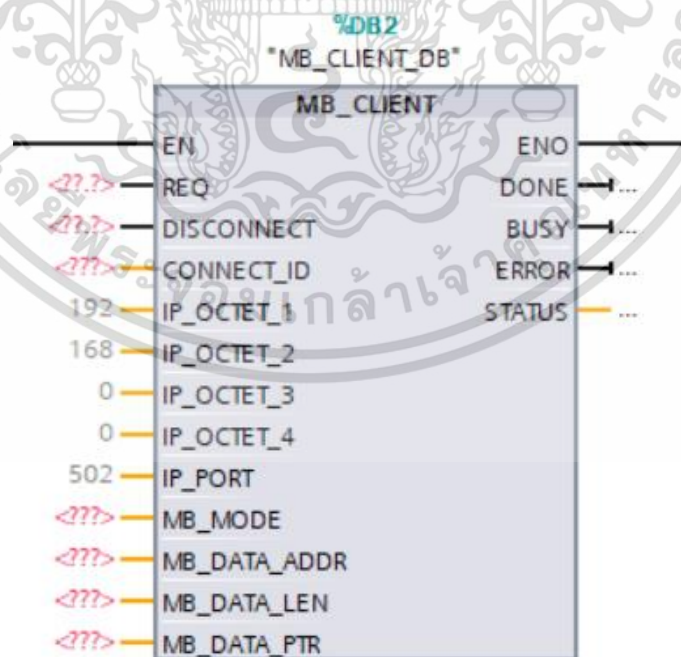 %DB2
"MB_CLIENT_DB"
MB_CLIENT
EN ENO
<??.?> REQ DONE ...
<??.?> DISCONNECT BUSY ...
<???> CONNECT_ID ERROR ...
192 IP_OCTET_1 STATUS ...
168 IP_OCTET_2
0 IP_OCTET_3
0 IP_OCTET_4
502 IP_PORT
<???> MB_MODE
<???> MB_DATA_ADDR
<???> MB_DATA_LEN
<???> MB_DATA_PTR